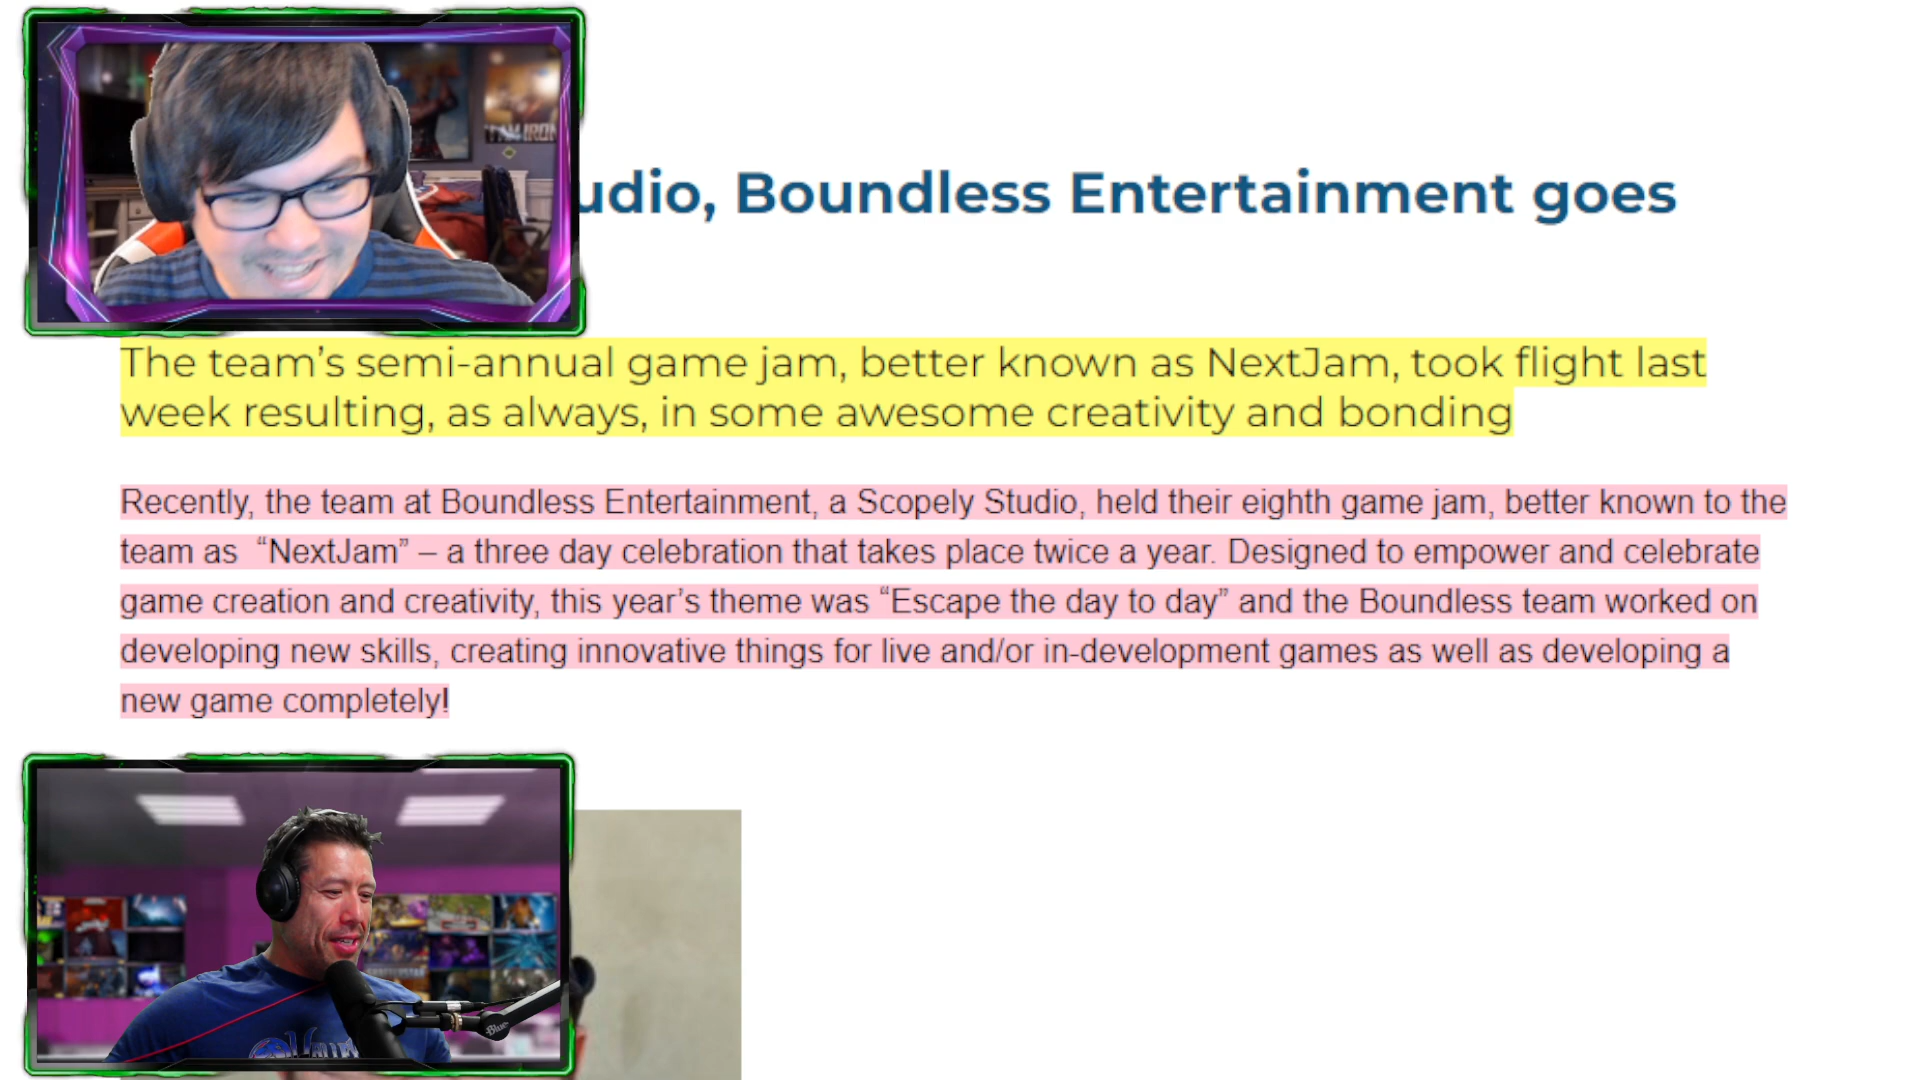 Boundless Entertainment goes
The team’s semi-annual game jam, better known as NextJam, took flight last
week resulting, as always, in some awesome creativity and bonding
Recently, the team at Boundless Entertainment, a Scopely Studio, held their eighth game jam, better known to the
team as “NextJam” – a three day celebration that takes place twice a year. Designed to empower and celebrate
game creation and creativity, this year’s theme was “Escape the day to day” and the Boundless team worked on
developing new skills, creating innovative things for live and/or in-development games as well as developing a
new game completely!
Blue